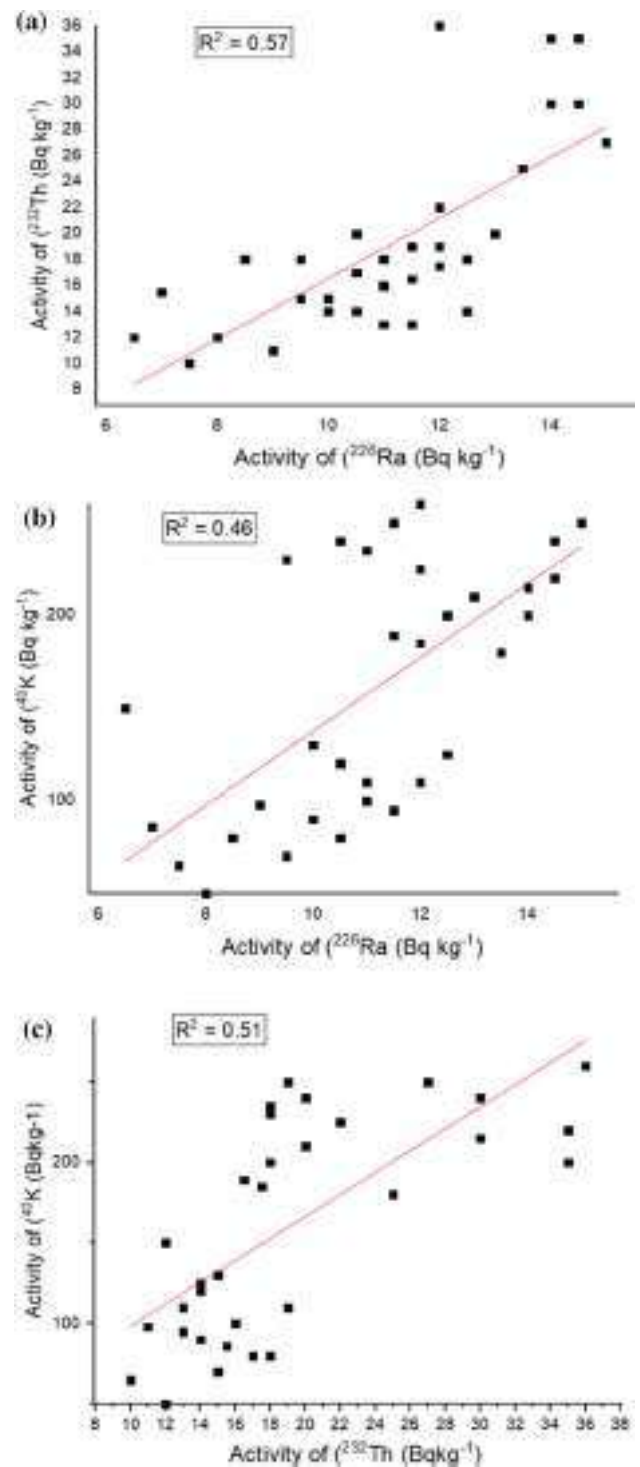 (a)
R² = 0.57
36
34
32
30
28
26
24
22
20
18
16
14
12
10
8
Activity of (²³²Th (Bq kg⁻¹)
6 8 10 12 14
Activity of (²²⁶Ra (Bq kg⁻¹)
(b)
R² = 0.46
200
100
Activity of (⁴⁰K (Bq kg⁻¹)
6 8 10 12 14
Activity of (²²⁶Ra (Bq kg⁻¹)
(c)
R² = 0.51
200
100
Activity of (⁴⁰K (Bqkg-1)
8 10 12 14 16 18 20 22 24 26 28 30 32 34 36 38
Activity of (²³²Th (Bqkg⁻¹)